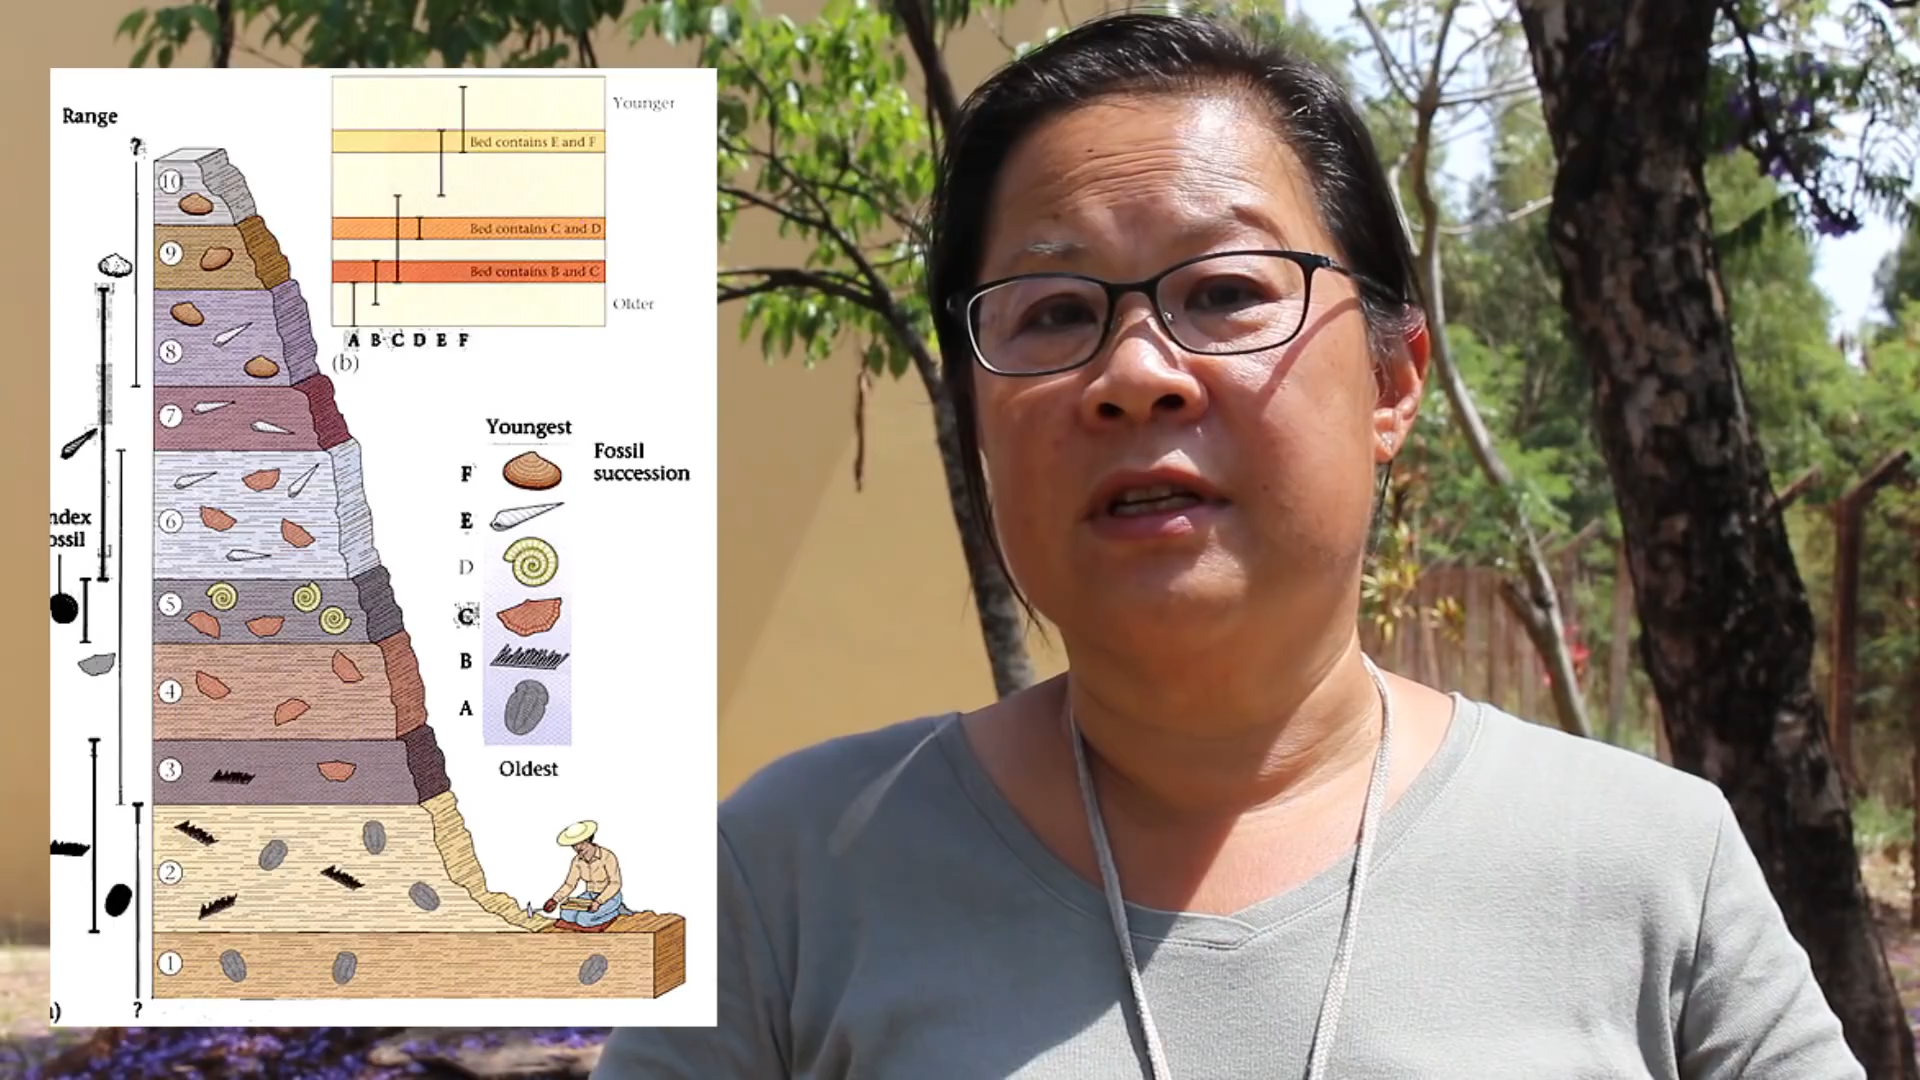 Range
?
10
9
8
7
6
5
4
3
2
1
?
ndex
ossil
Younger
Bed contains E and F
Bed contains C and D
Bed contains B and C
Older
A B C D E F
(b)
Youngest
Fossil
succession
F
E
D
C
B
A
Oldest
)